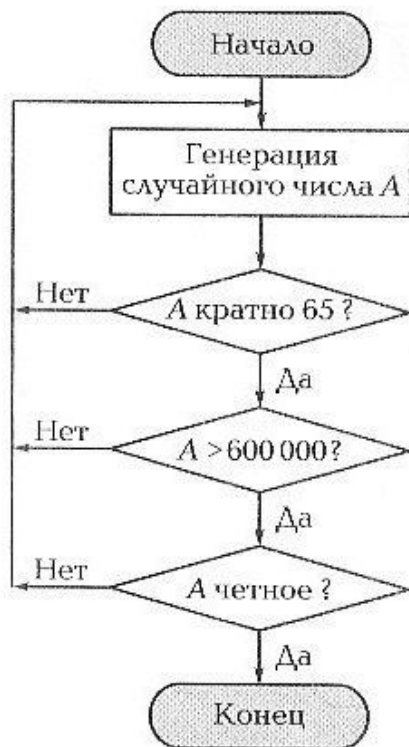 Начало
Генерация
случайного числа A
Нет
A кратно 65 ?
Да
Нет
A > 600 000?
Да
Нет
A четное ?
Да
Конец